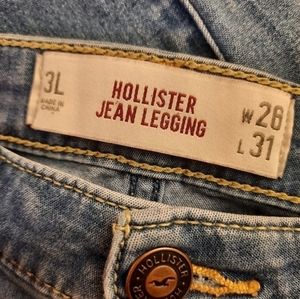 3L
MADE IN
CHINA
HOLLISTER
JEAN LEGGING
W 26
L 31
HOLLISTER